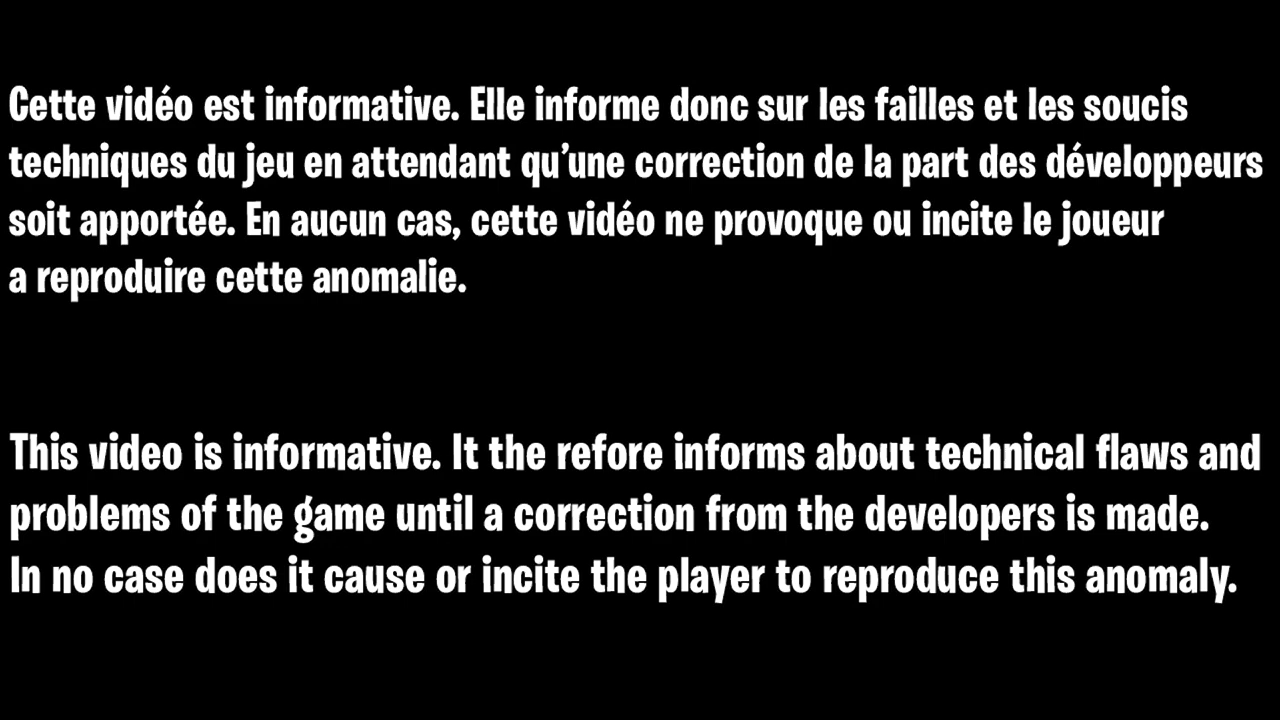 Cette vidéo est informative. Elle informe donc sur les failles et les soucis
techniques du jeu en attendant qu’une correction de la part des développeurs
soit apportée. En aucun cas, cette vidéo ne provoque ou incite le joueur
a reproduire cette anomalie.
This video is informative. It the refore informs about technical flaws and
problems of the game until a correction from the developers is made.
In no case does it cause or incite the player to reproduce this anomaly.